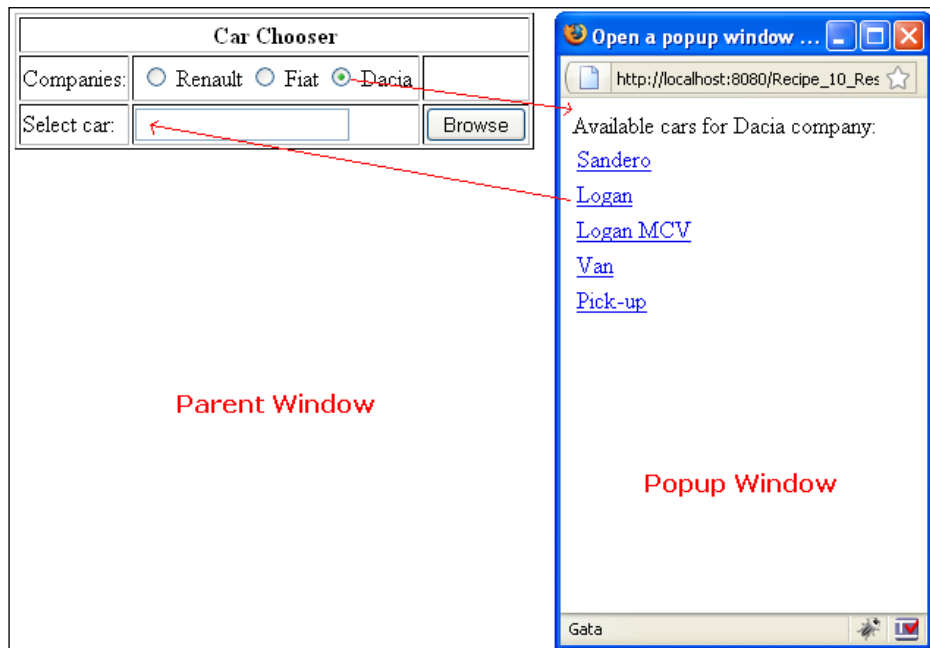 Car Chooser
Companies: Renault Fiat Dacia
Select car: Browse
Parent Window
Open a popup window ...
http://localhost:8080/Recipe_10_Res
Available cars for Dacia company:
Sandero
Logan
Logan MCV
Van
Pick-up
Popup Window
Gata